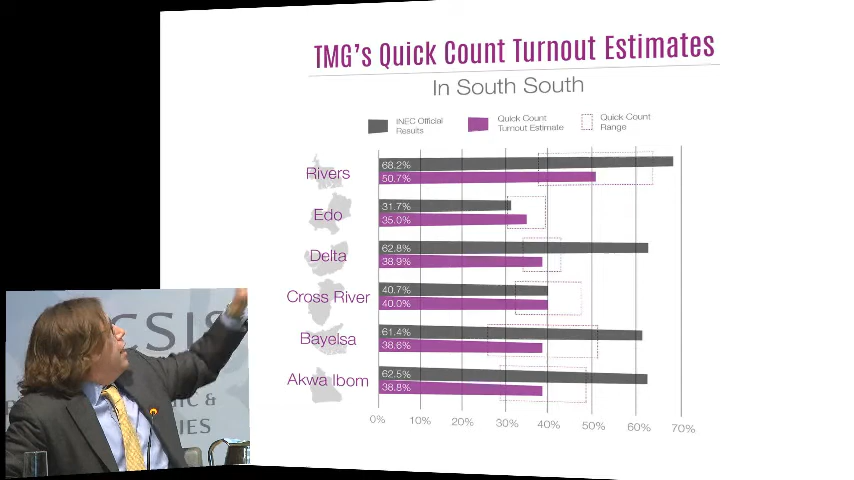 TMG's Quick Count Turnout Estimates
In South South
INEC Official
Results
Quick Count
Turnout Estimate
Quick Count
Range
Rivers
68.2%
50.7%
Edo
31.7%
35.0%
Delta
62.8%
38.9%
Cross River
40.7%
40.0%
Bayelsa
61.4%
38.6%
Akwa Ibom
62.5%
38.8%
0% 10% 20% 30% 40% 50% 60% 70%
CSIS
&